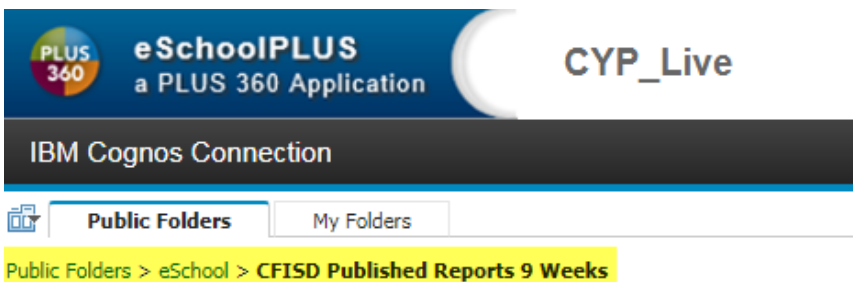 PLUS
360
eSchoolPLUS
a PLUS 360 Application
CYP_Live
IBM Cognos Connection
Public Folders
My Folders
Public Folders > eSchool > CFISD Published Reports 9 Weeks